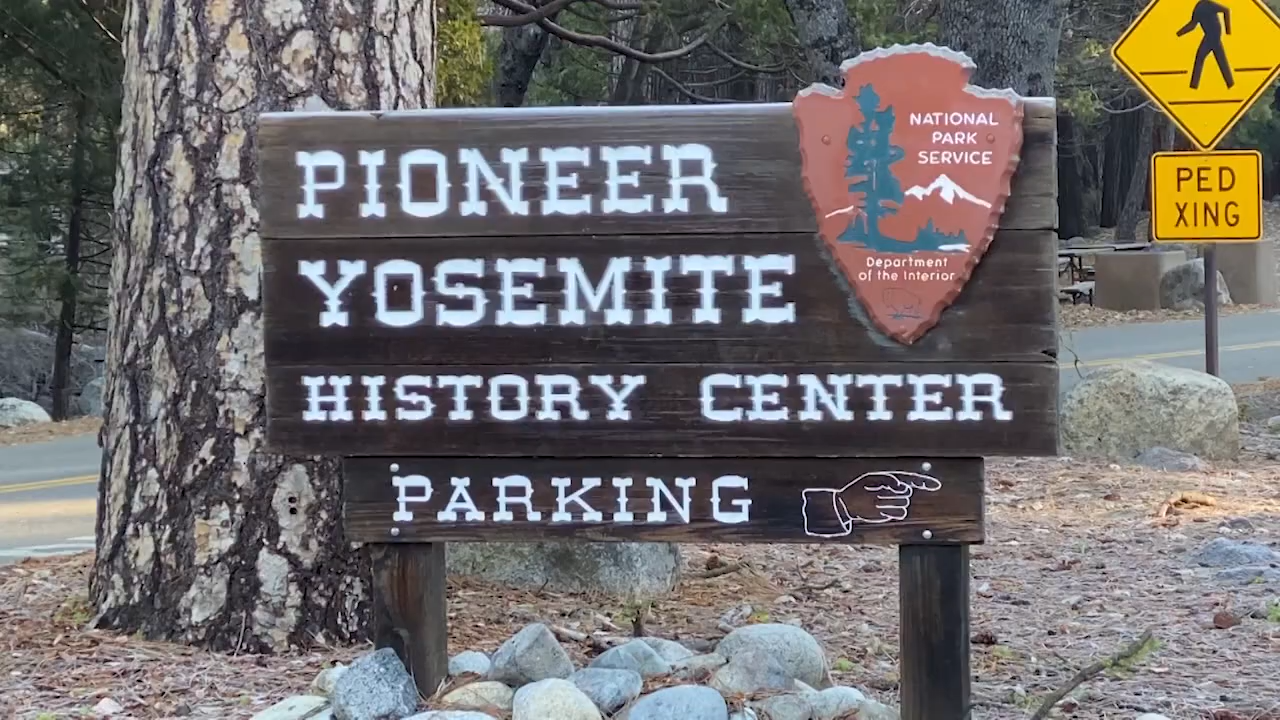 PIONEER
YOSEMITE
HISTORY CENTER
PARKING
NATIONAL
PARK
SERVICE
Department
of the Interior
PED
XING